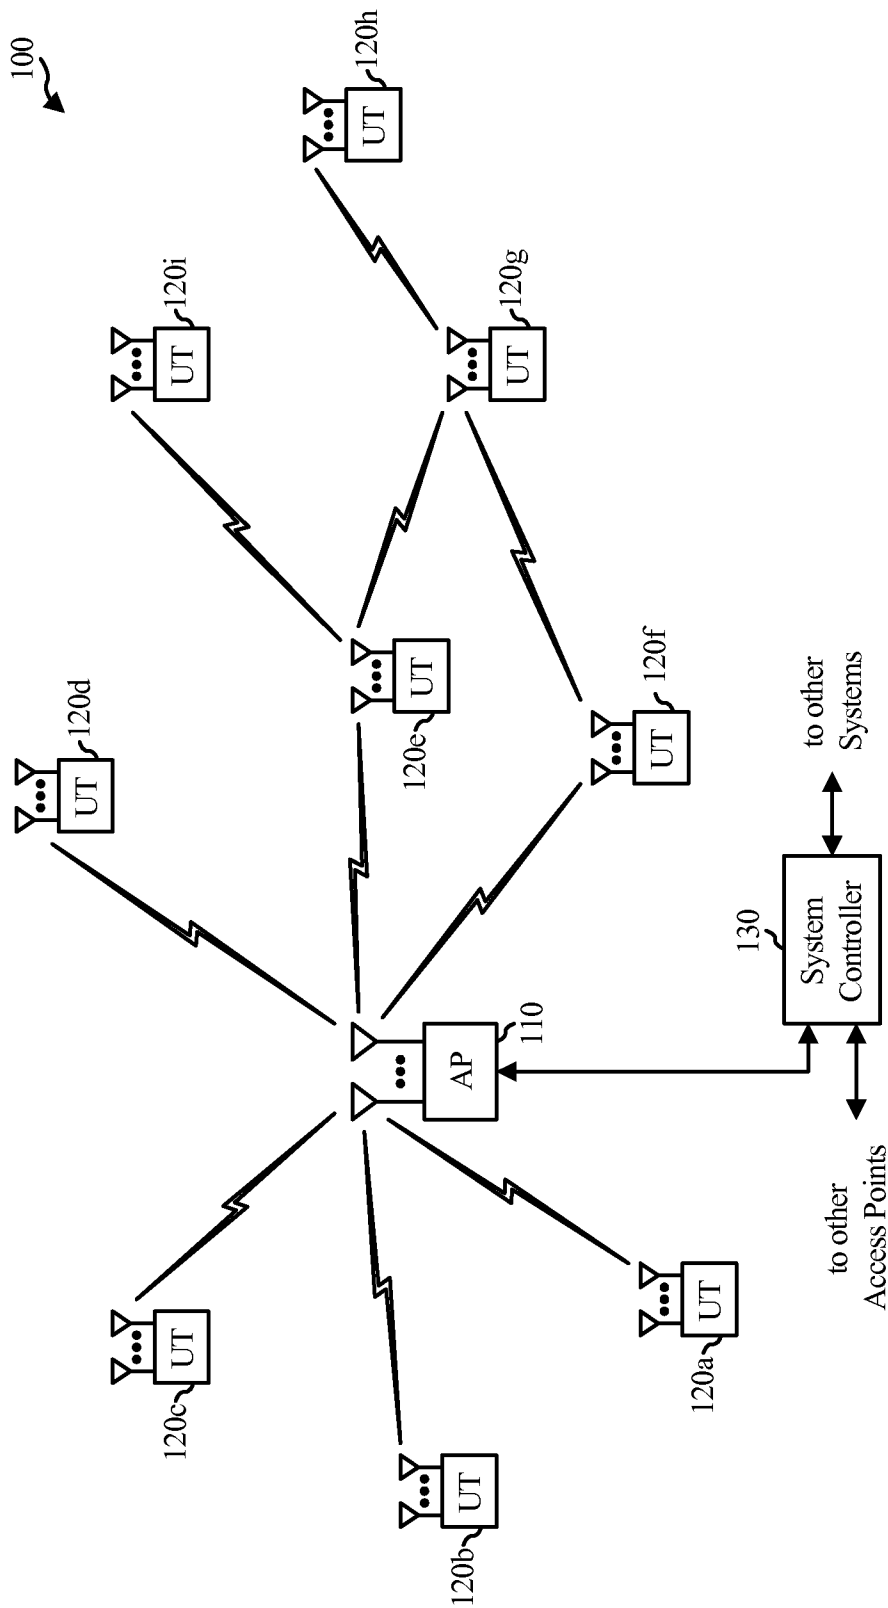 100
UT
120h
UT
120i
UT
120g
UT
120d
UT
120e
UT
120f
AP
110
UT
120c
UT
120b
UT
120a
130
System
Controller
to other
Systems
to other
Access Points